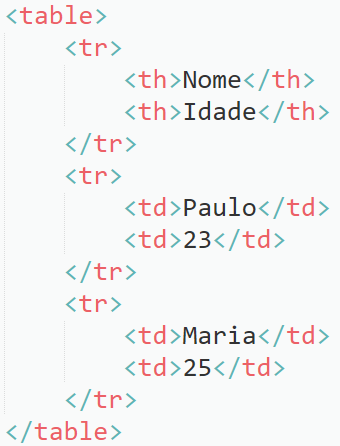 <table>
<tr>
<th>Nome</th>
<th>Idade</th>
</tr>
<tr>
<td>Paulo</td>
<td>23</td>
</tr>
<tr>
<td>Maria</td>
<td>25</td>
</tr>
</table>